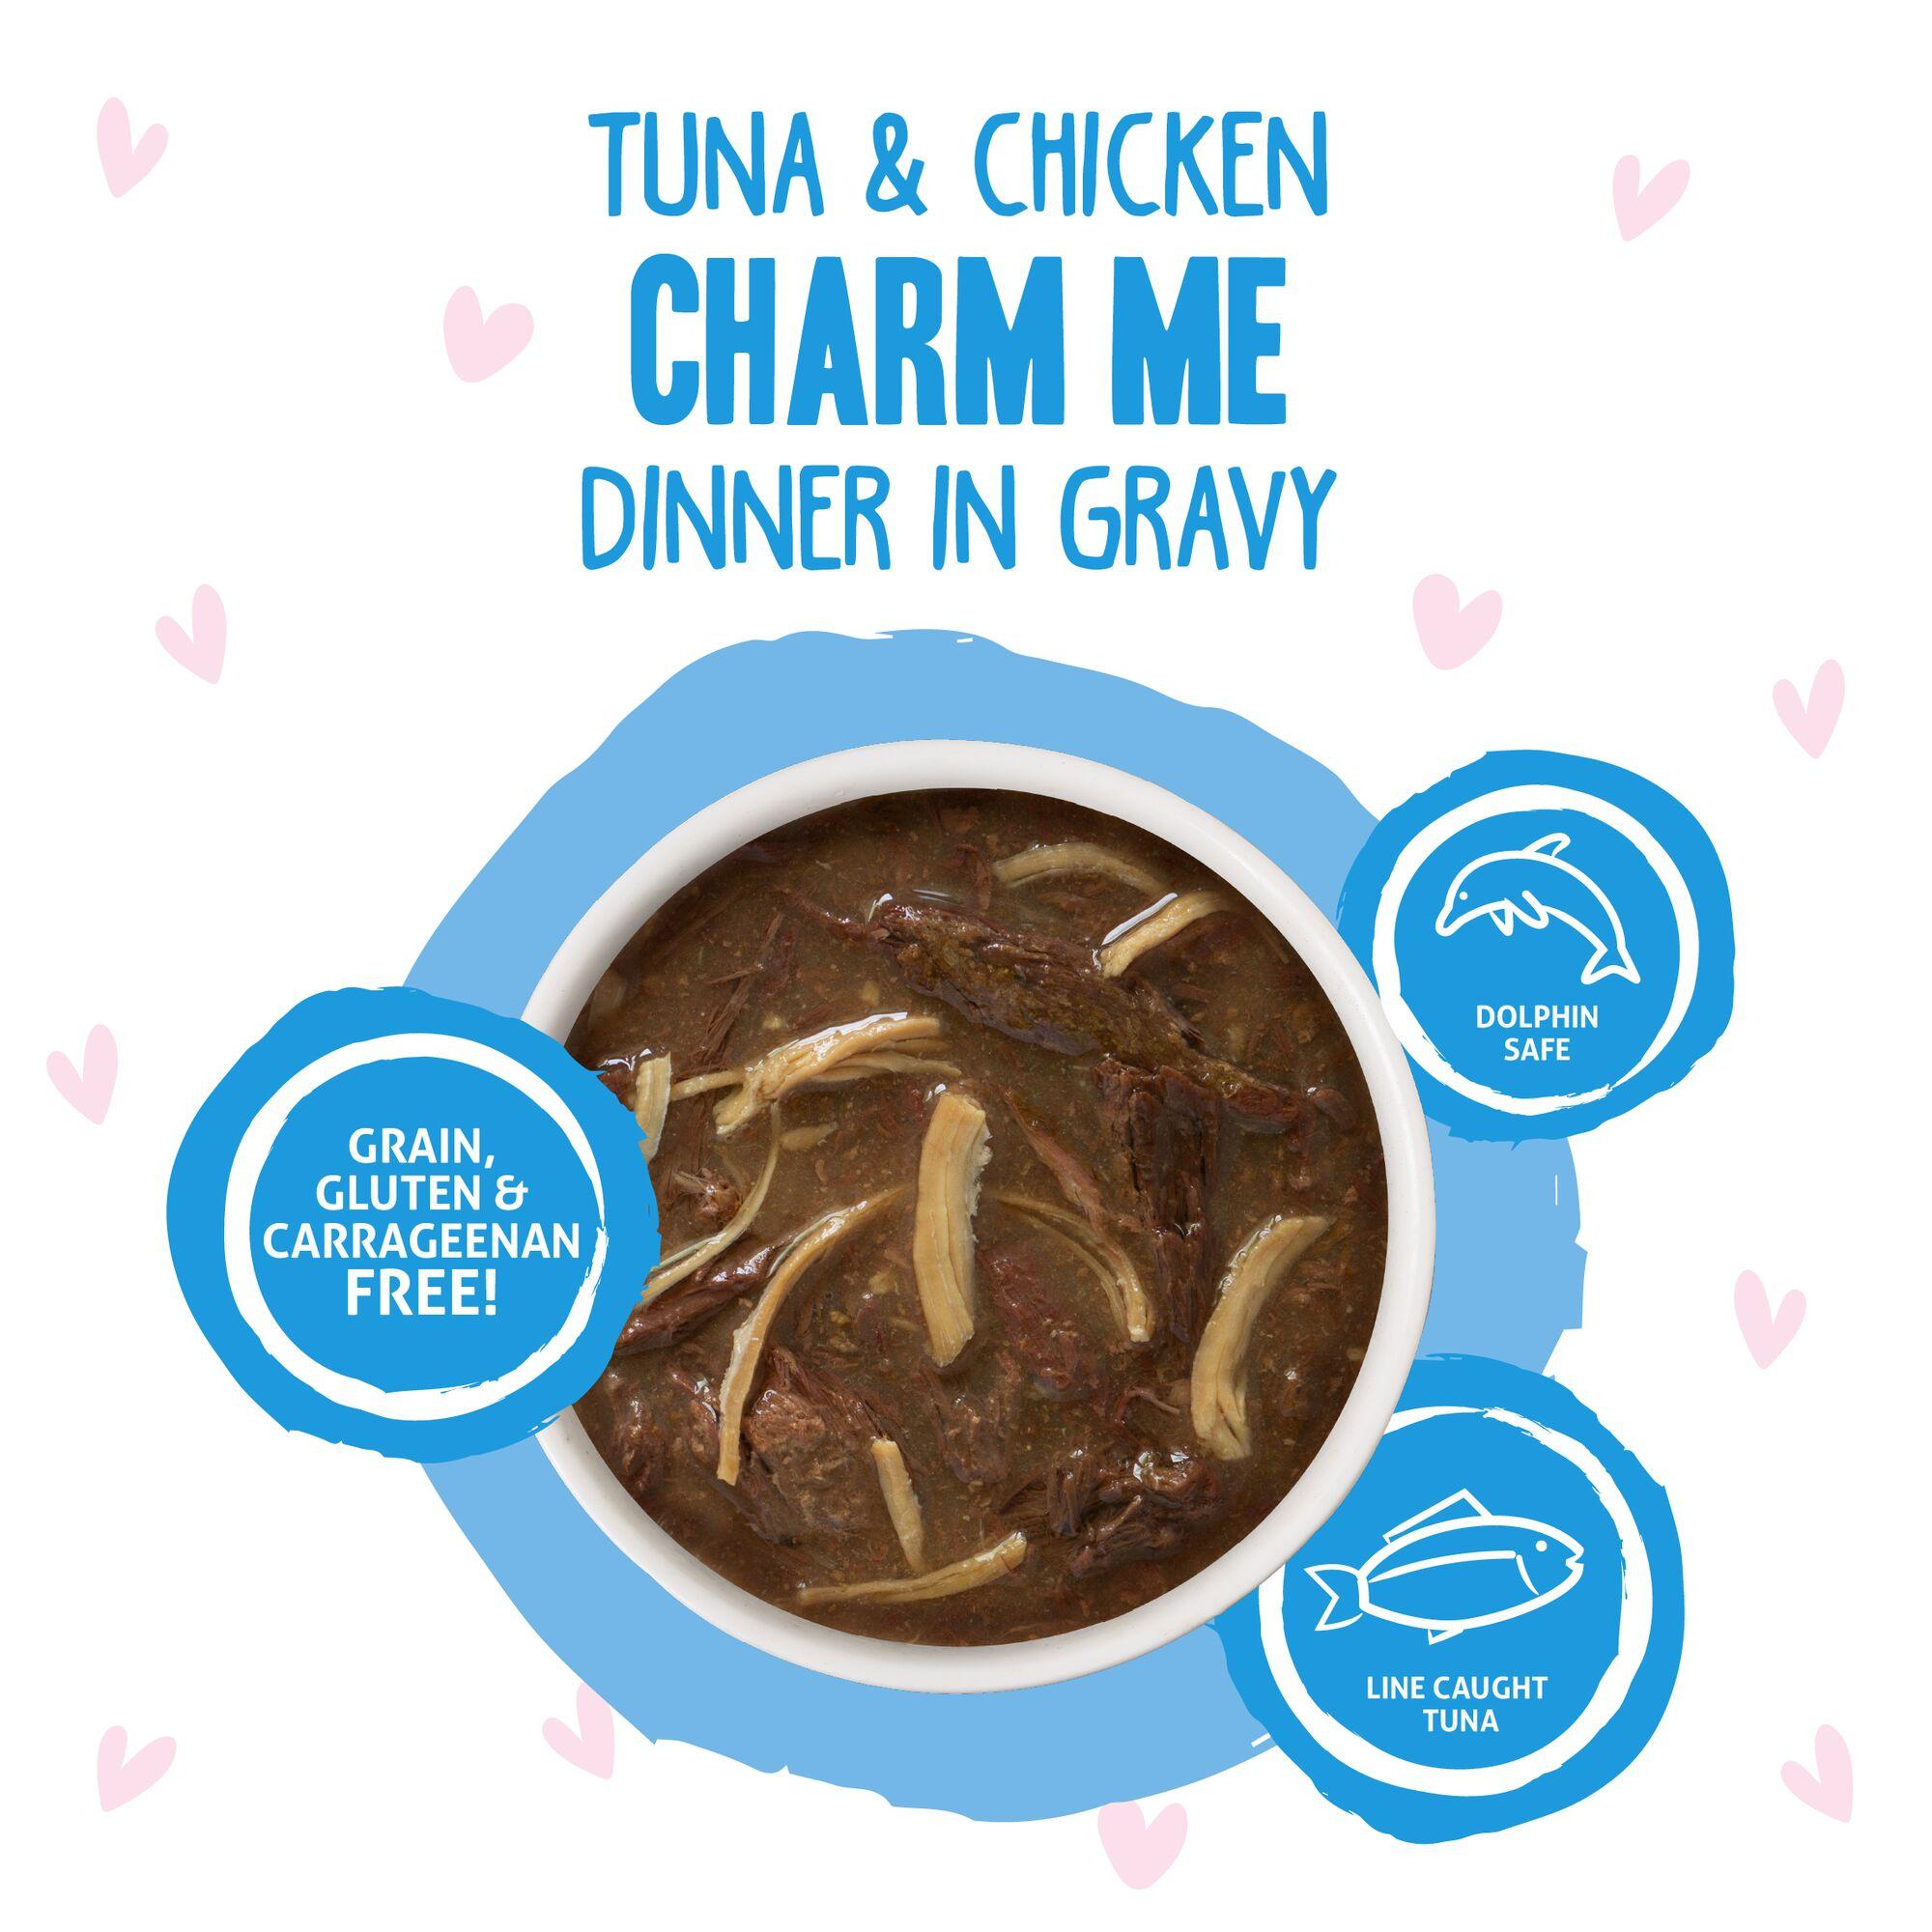 TUNA & CHICKEN
CHARM ME
DINNER IN GRAVY
DOLPHIN
SAFE
GRAIN,
GLUTEN &
CARRAGEENAN
FREE!
LINE CAUGHT
TUNA